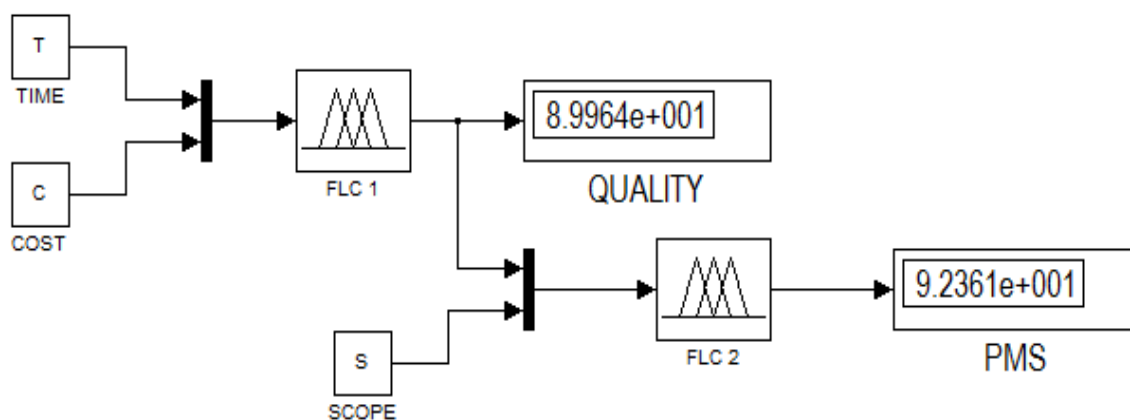 T
TIME
C
COST
FLC 1
8.9964e+001
QUALITY
S
SCOPE
FLC 2
9.2361e+001
PMS